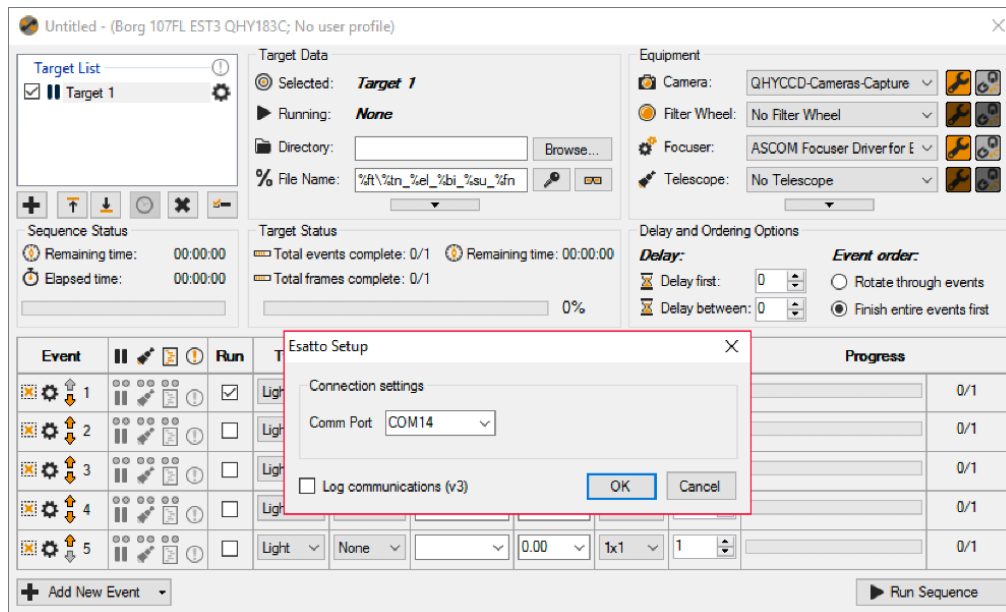 Untitled - (Borg 107FL EST3 QHY183C; No user profile)
Target List
Target 1
Target Data
Selected: Target 1
Running: None
Directory: Browse...
File Name: %ft\%tn_%el_%bi_%su_%fn
Equipment
Camera: QHYCCD-Cameras-Capture
Filter Wheel: No Filter Wheel
Focuser: ASCOM Focuser Driver for E
Telescope: No Telescope
Sequence Status
Remaining time: 00:00:00
Elapsed time: 00:00:00
Target Status
Total events complete: 0/1 Remaining time: 00:00:00
Total frames complete: 0/1
0%
Delay and Ordering Options
Delay: Event order:
Delay first: 0 Rotate through events
Delay between: 0 Finish entire events first
Event Run T Progress
1 Ligh 0/1
2 Ligh 0/1
3 Ligh 0/1
4 Ligh 0/1
5 Light None 0.00 1x1 1 0/1
Esatto Setup
Connection settings
Comm Port COM14
Log communications (v3) OK Cancel
Add New Event Run Sequence